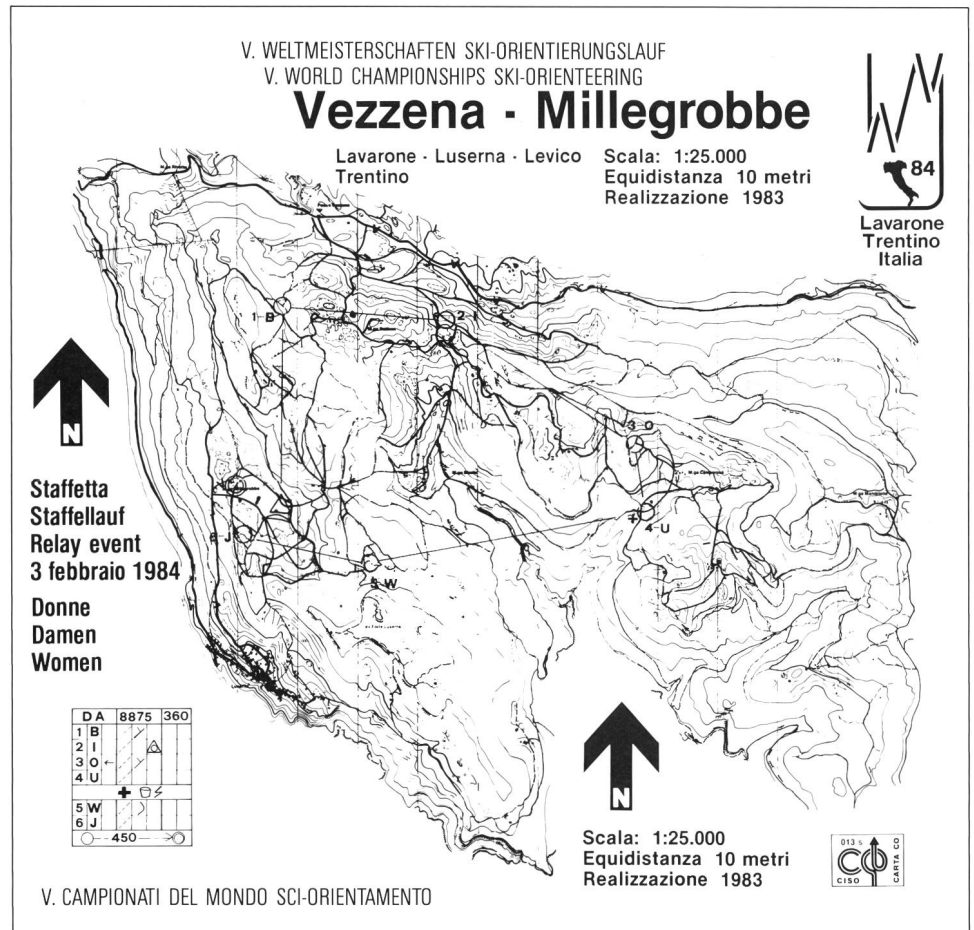 V. WELTMEISTERSCHAFTEN SKI-ORIENTIERUNGSLAUF
V. WORLD CHAMPIONSHIPS SKI-ORIENTEERING
Vezzena - Millegrobbe
Lavarone - Luserna - Levico
Trentino
Scala: 1:25.000
Equidistanza 10 metri
Realizzazione 1983
84
Lavarone
Trentino
Italia
1-B
2-I
3 O
4-U
5 W
6 J
N
Staffetta
Staffellauf
Relay event
3 febbraio 1984
Donne
Damen
Women
DA 8875 360
1 B
2 I
3 O
4 U
5 W
6 J
450
N
Scala: 1:25.000
Equidistanza 10 metri
Realizzazione 1983
013 s
CISO
CARTA CO
V. CAMPIONATI DEL MONDO SCI-ORIENTAMENTO